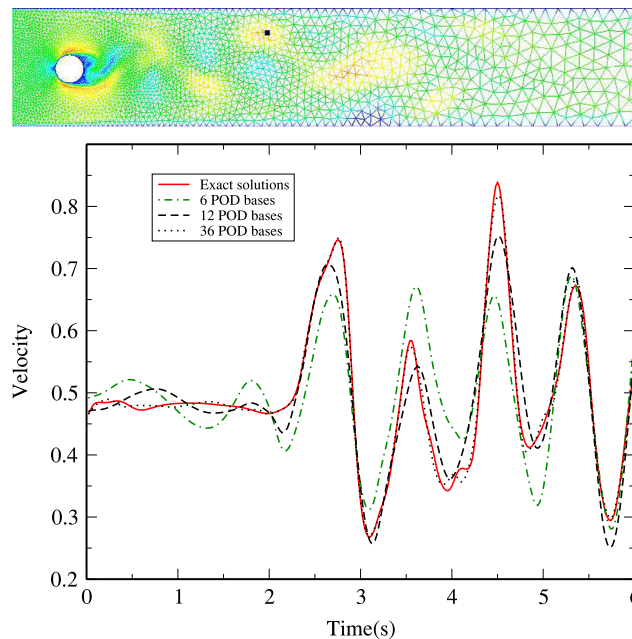 Exact solutions
6 POD bases
12 POD bases
36 POD bases
0.8
0.7
0.6
0.5
0.4
0.3
0.2
Velocity
0 1 2 3 4 5 6
Time(s)